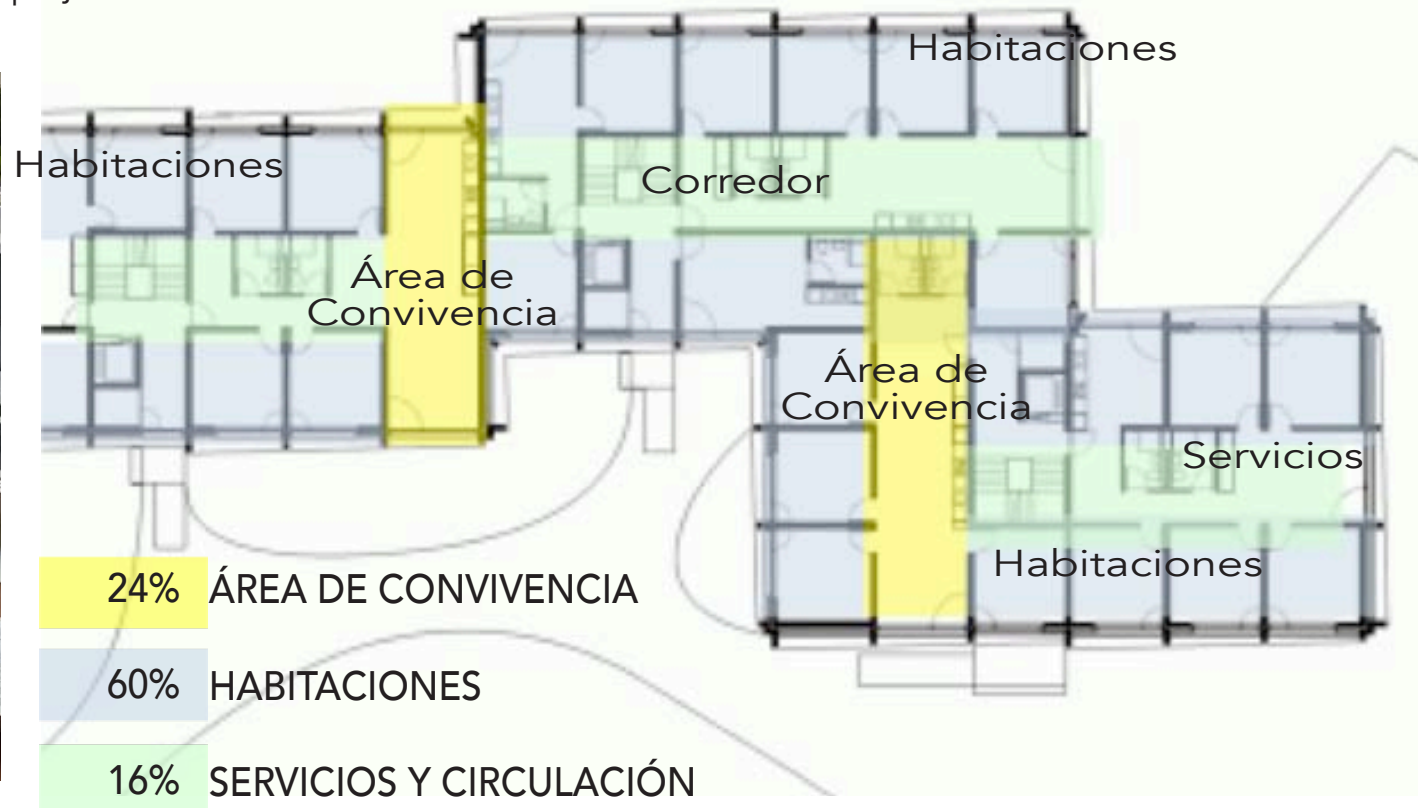 Habitaciones
Habitaciones
Corredor
Área de
Convivencia
Área de
Convivencia
Servicios
Habitaciones
24% ÁREA DE CONVIVENCIA
60% HABITACIONES
16% SERVICIOS Y CIRCULACIÓN